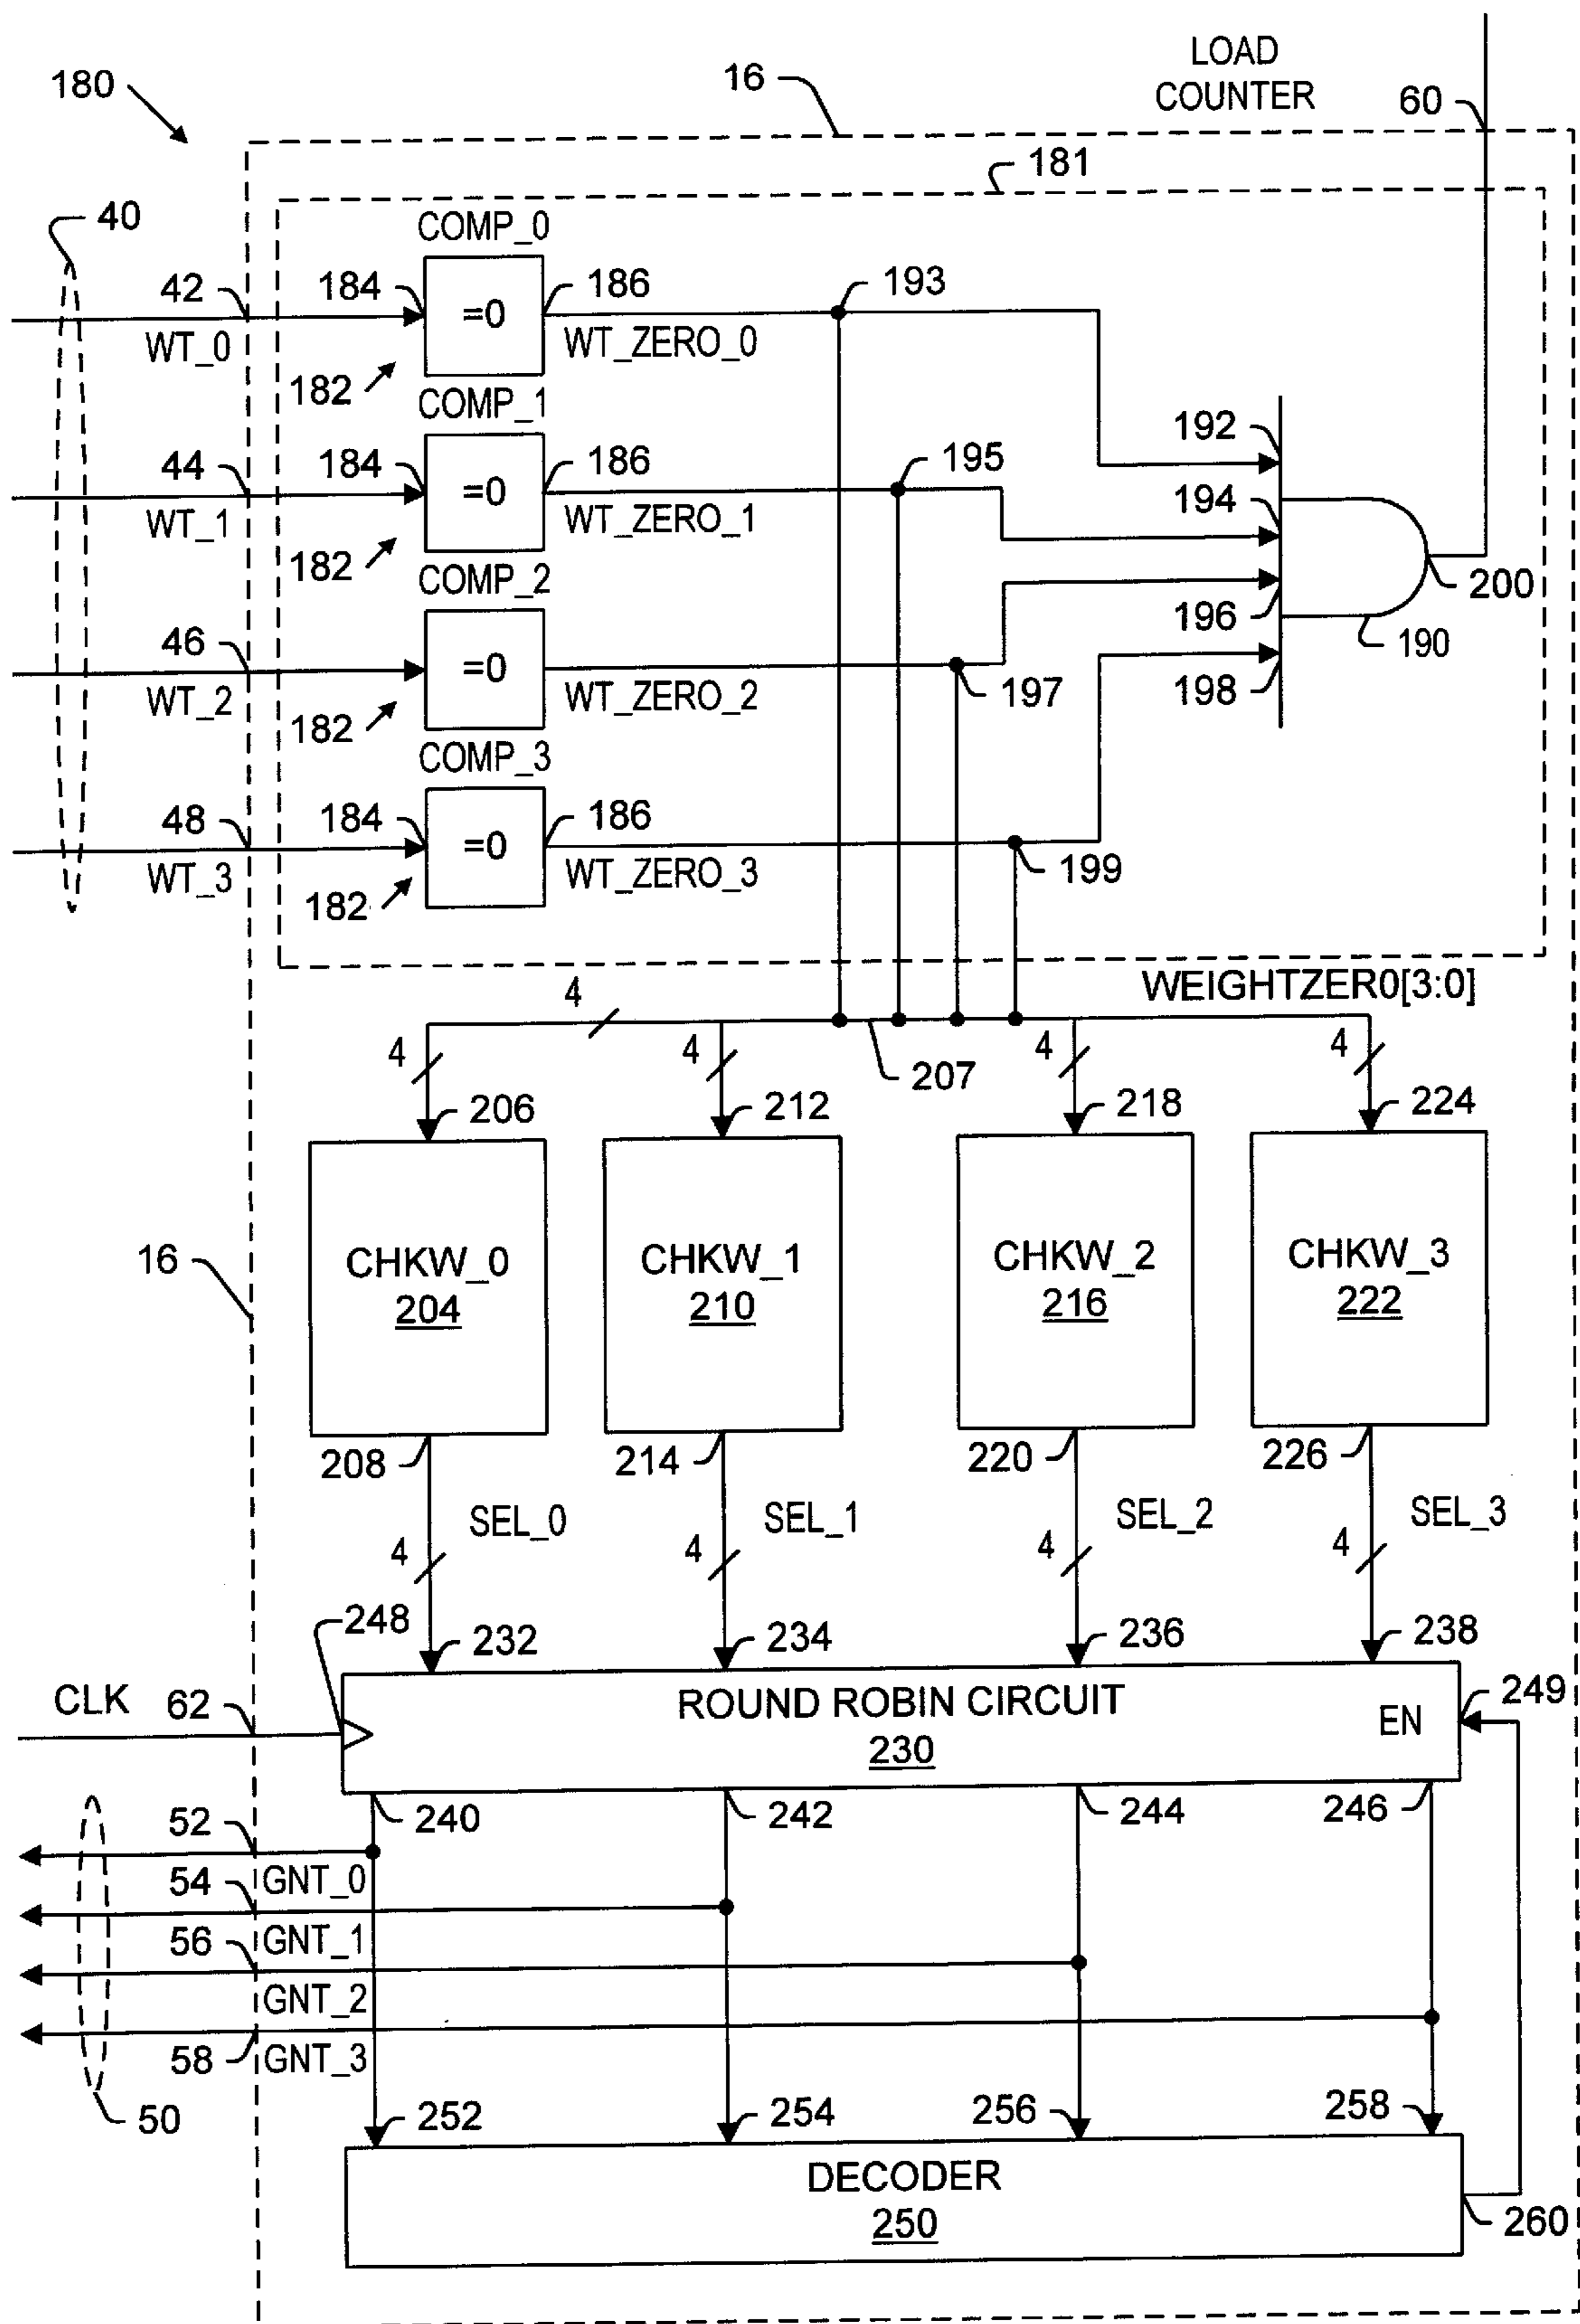 LOAD
COUNTER
180
16
60
181
40
COMP_0
42
184
=0
186
193
WT_0
WT_ZERO_0
182
COMP_1
192
44
184
=0
186
195
194
WT_1
WT_ZERO_1
182
COMP_2
200
196
46
=0
190
WT_2
WT_ZERO_2
197
198
182
COMP_3
48
184
=0
186
199
WT_3
WT_ZERO_3
182
WEIGHTZER0[3:0]
4
4
4
4
4
207
206
212
218
224
16
CHKW_0
204
CHKW_1
210
CHKW_2
216
CHKW_3
222
208
214
220
226
SEL_0
SEL_1
SEL_2
SEL_3
4
4
4
4
248
232
234
236
238
CLK
62
ROUND ROBIN CIRCUIT
230
EN
249
240
242
244
246
52
GNT_0
54
GNT_1
56
GNT_2
58
GNT_3
50
252
254
256
258
DECODER
250
260